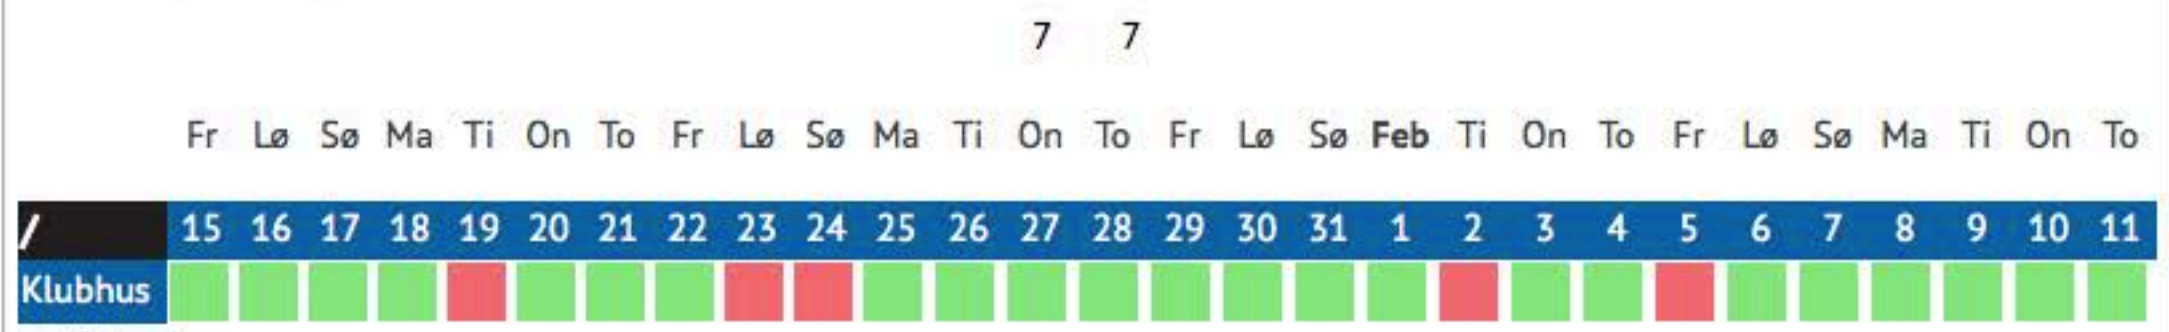 7 7
Fr Lø Sø Ma Ti On To Fr Lø Sø Ma Ti On To Fr Lø Sø Feb Ti On To Fr Lø Sø Ma Ti On To
/ 15 16 17 18 19 20 21 22 23 24 25 26 27 28 29 30 31 1 2 3 4 5 6 7 8 9 10 11
Klubhus